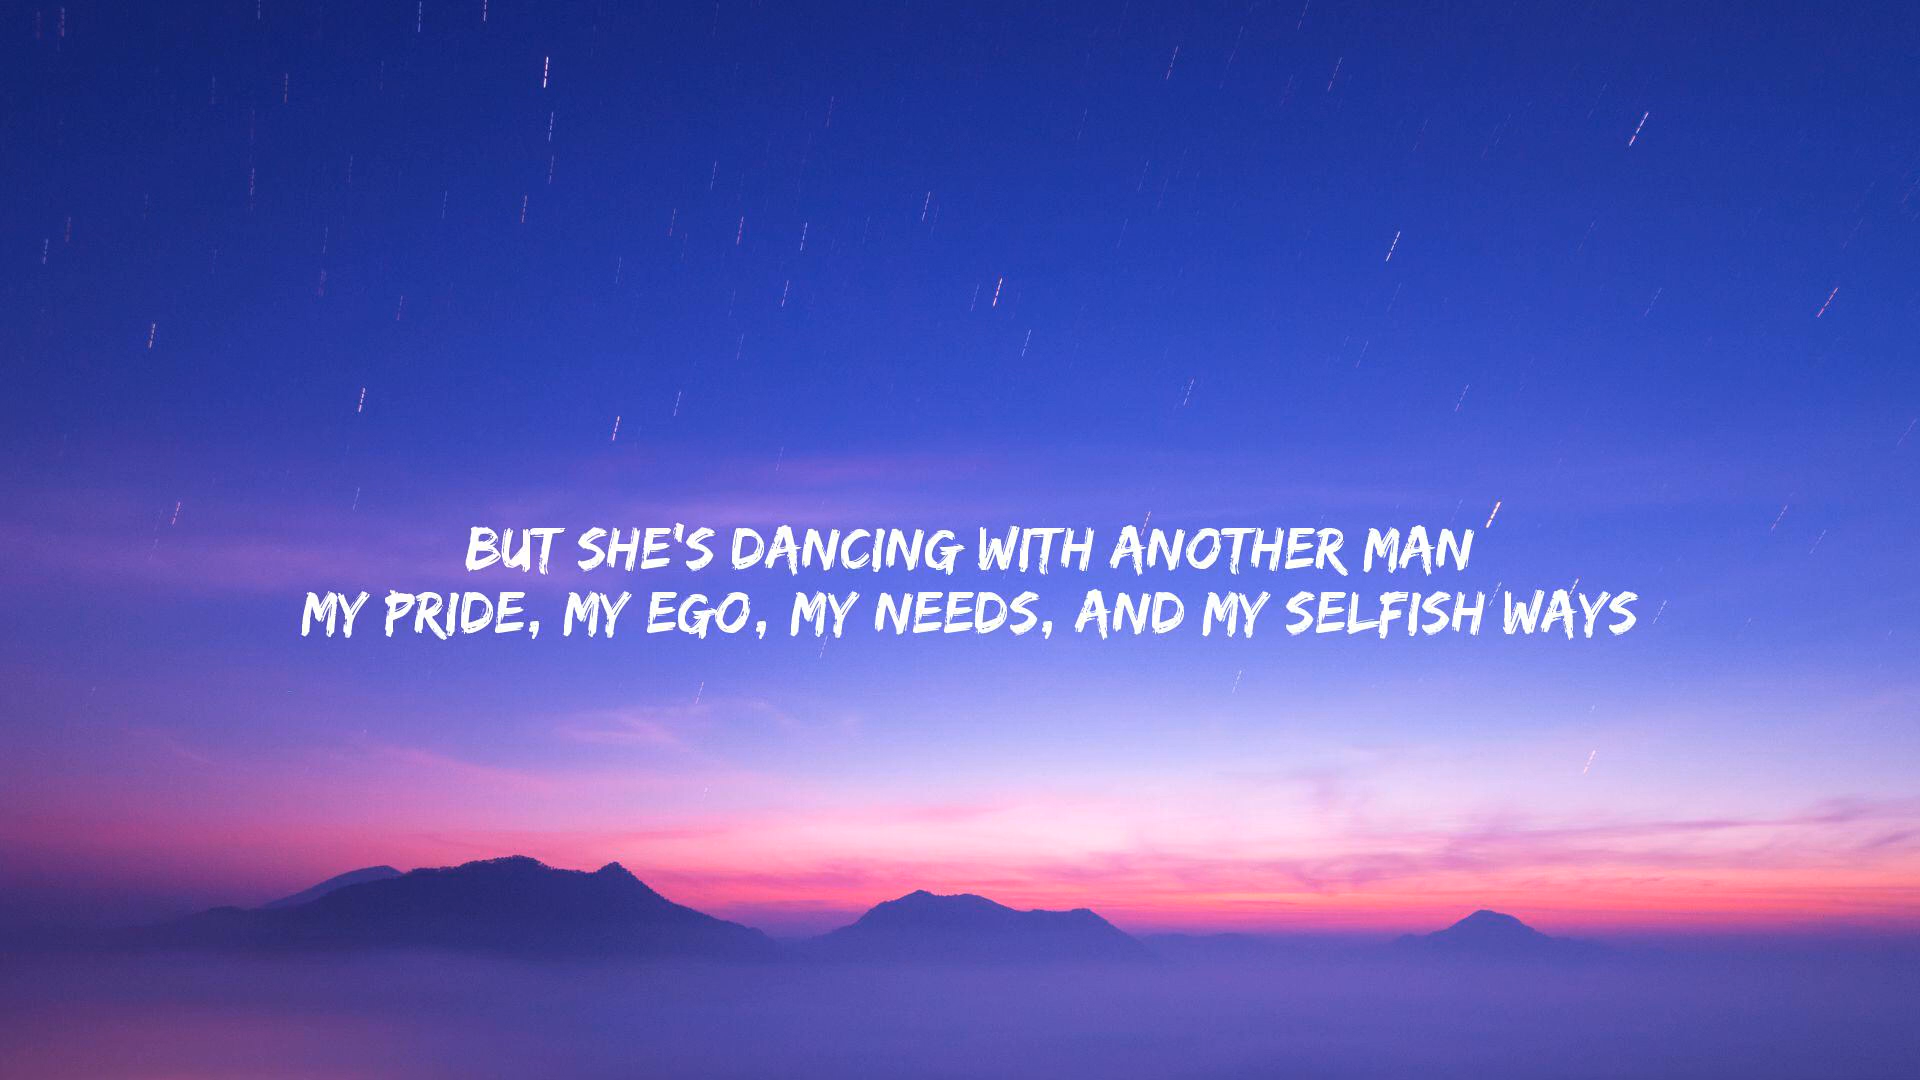 BUT SHE'S DANCING WITH ANOTHER MAN
MY PRIDE, MY EGO, MY NEEDS, AND MY SELFISH WAYS